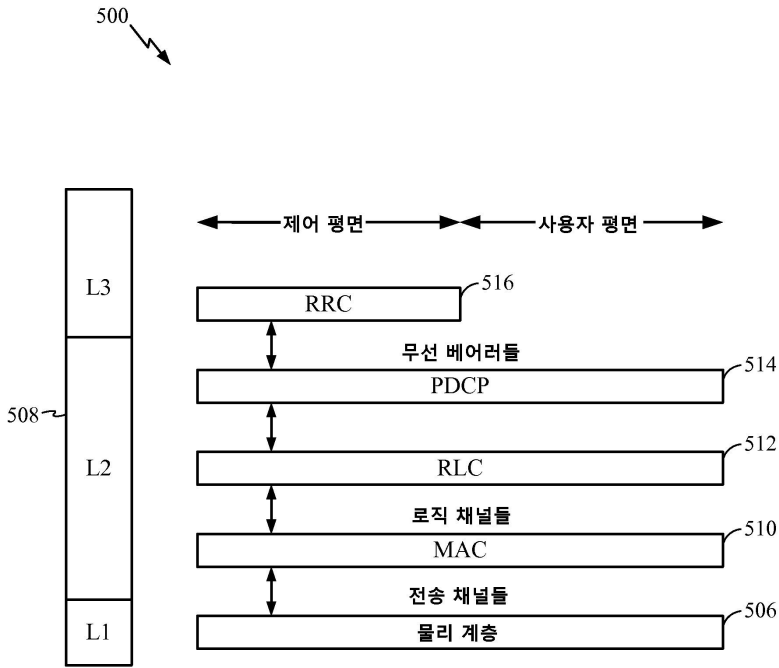 500
제어 평면 사용자 평면
L3
RRC
516
무선 베어러들
PDCP
514
508
L2
RLC
512
로직 채널들
MAC
510
전송 채널들
L1
물리 계층
506